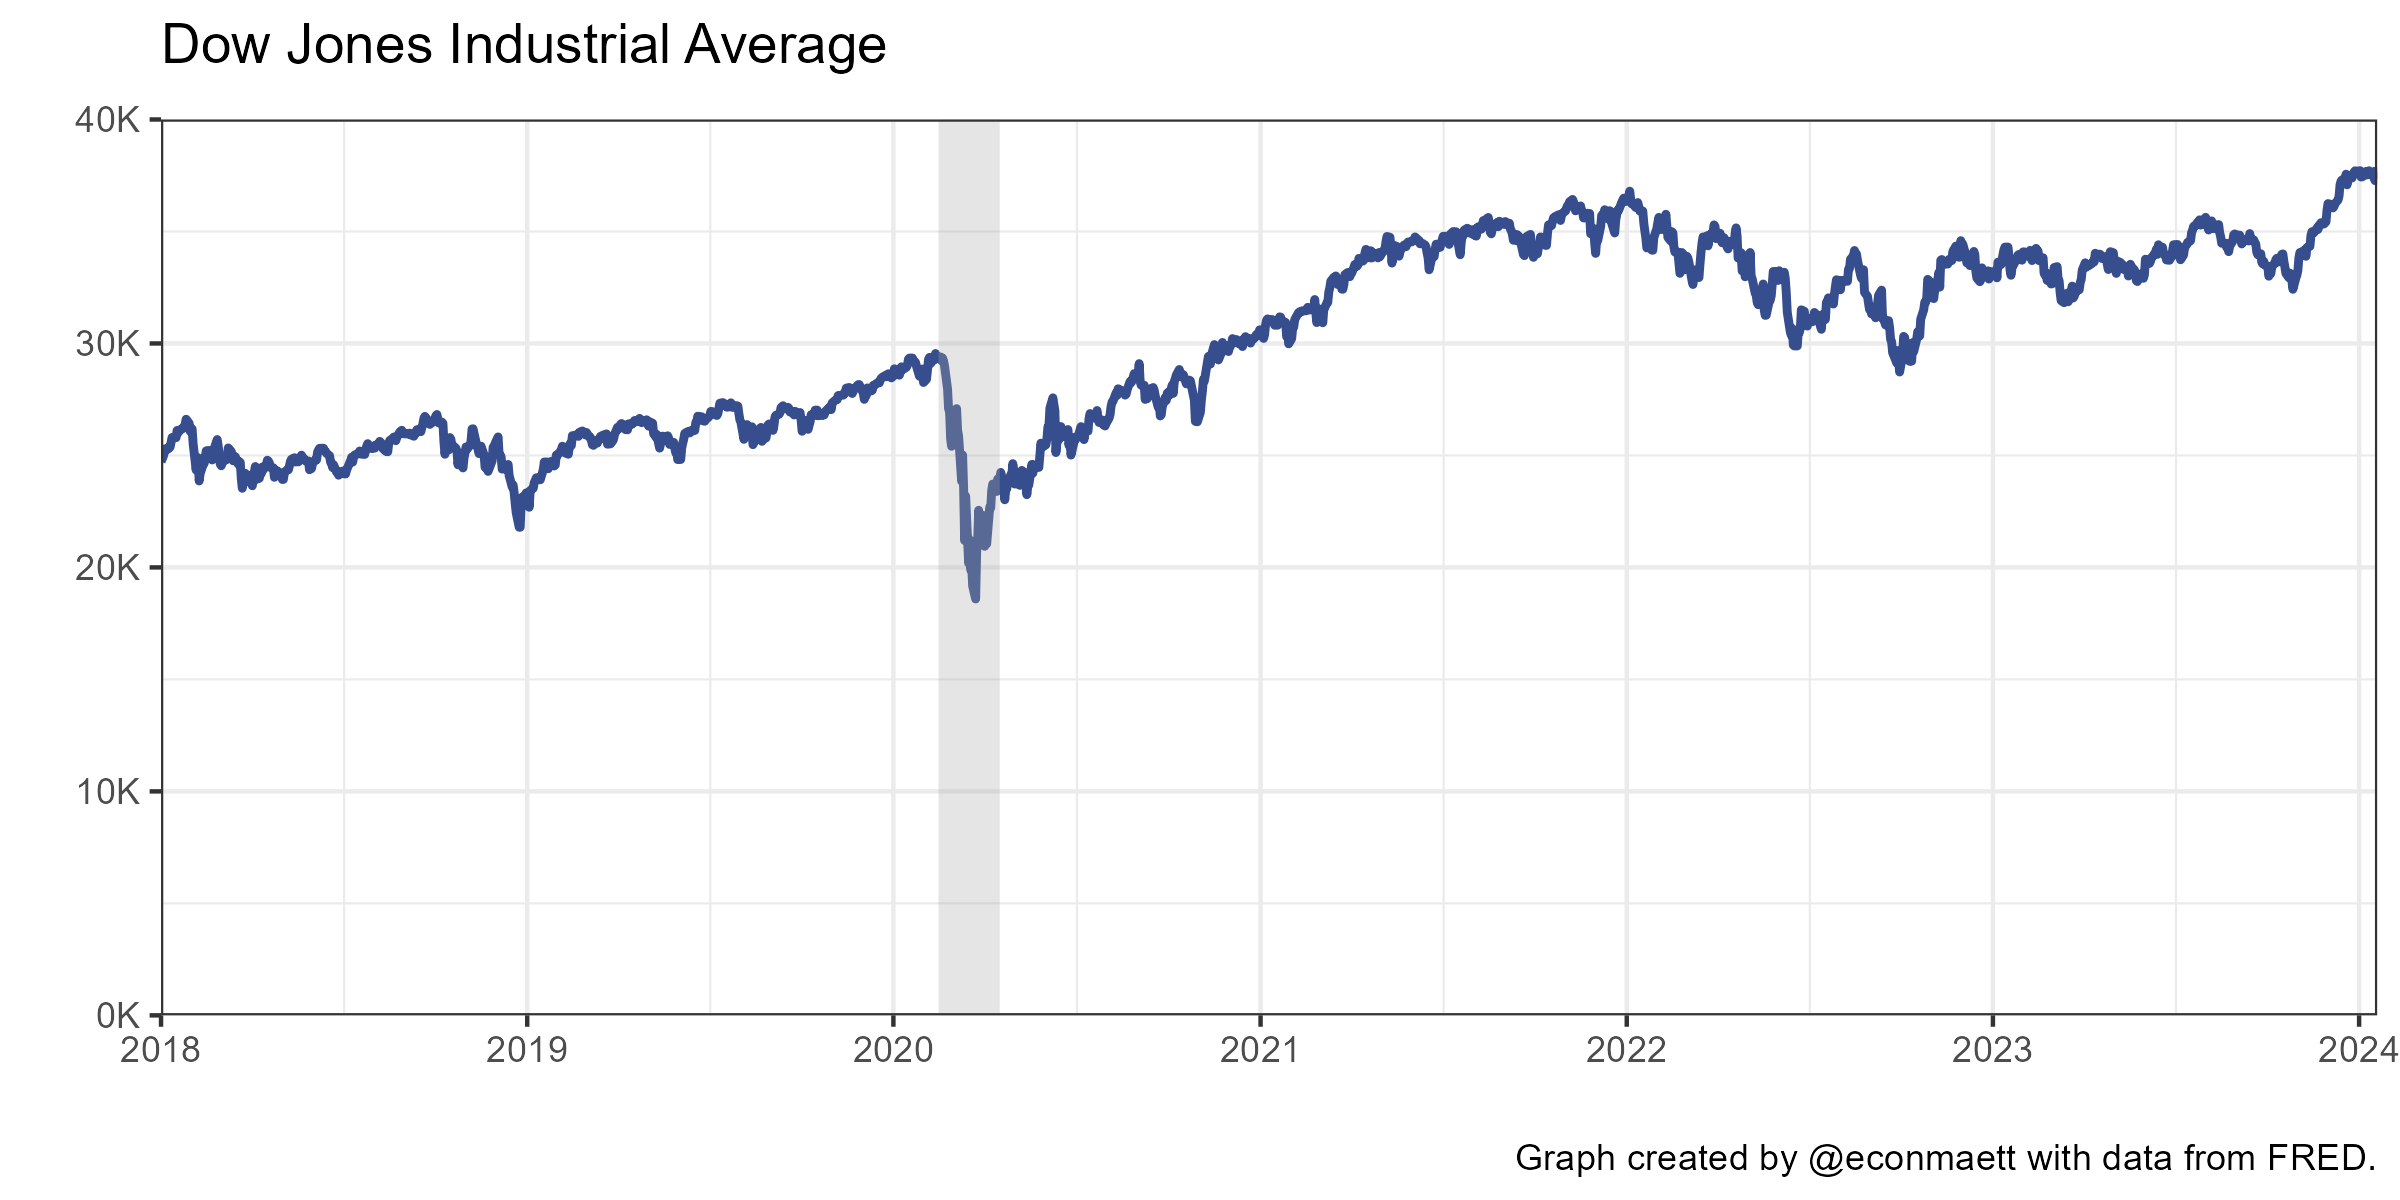 Dow Jones Industrial Average
40K
30K
20K
10K
0K
2018 2019 2020 2021 2022 2023 2024
Graph created by @econmaett with data from FRED.